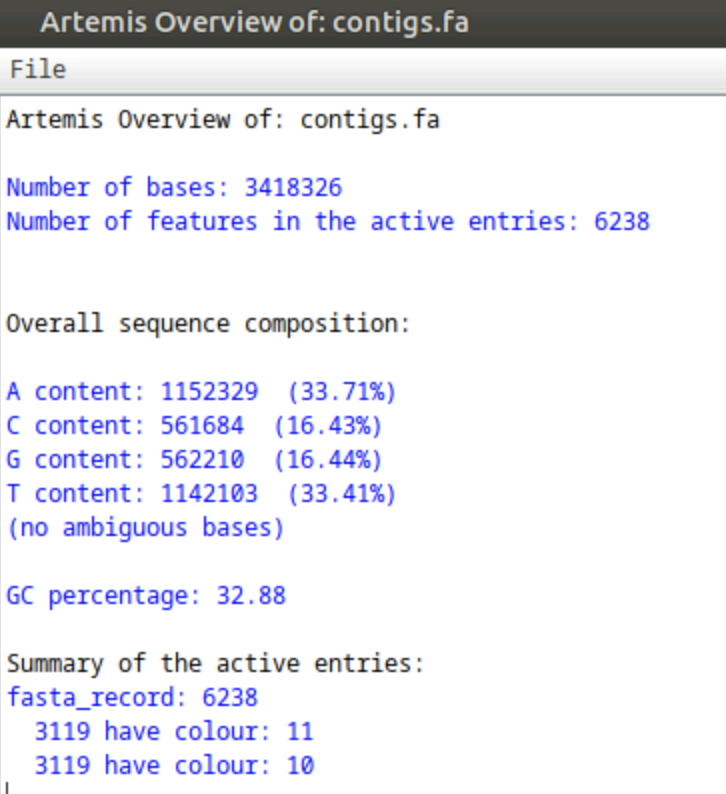 Artemis Overview of: contigs.fa
File
Artemis Overview of: contigs.fa
Number of bases: 3418326
Number of features in the active entries: 6238
Overall sequence composition:
A content: 1152329  (33.71%)
C content: 561684  (16.43%)
G content: 562210  (16.44%)
T content: 1142103  (33.41%)
(no ambiguous bases)
GC percentage: 32.88
Summary of the active entries:
fasta_record: 6238
  3119 have colour: 11
  3119 have colour: 10